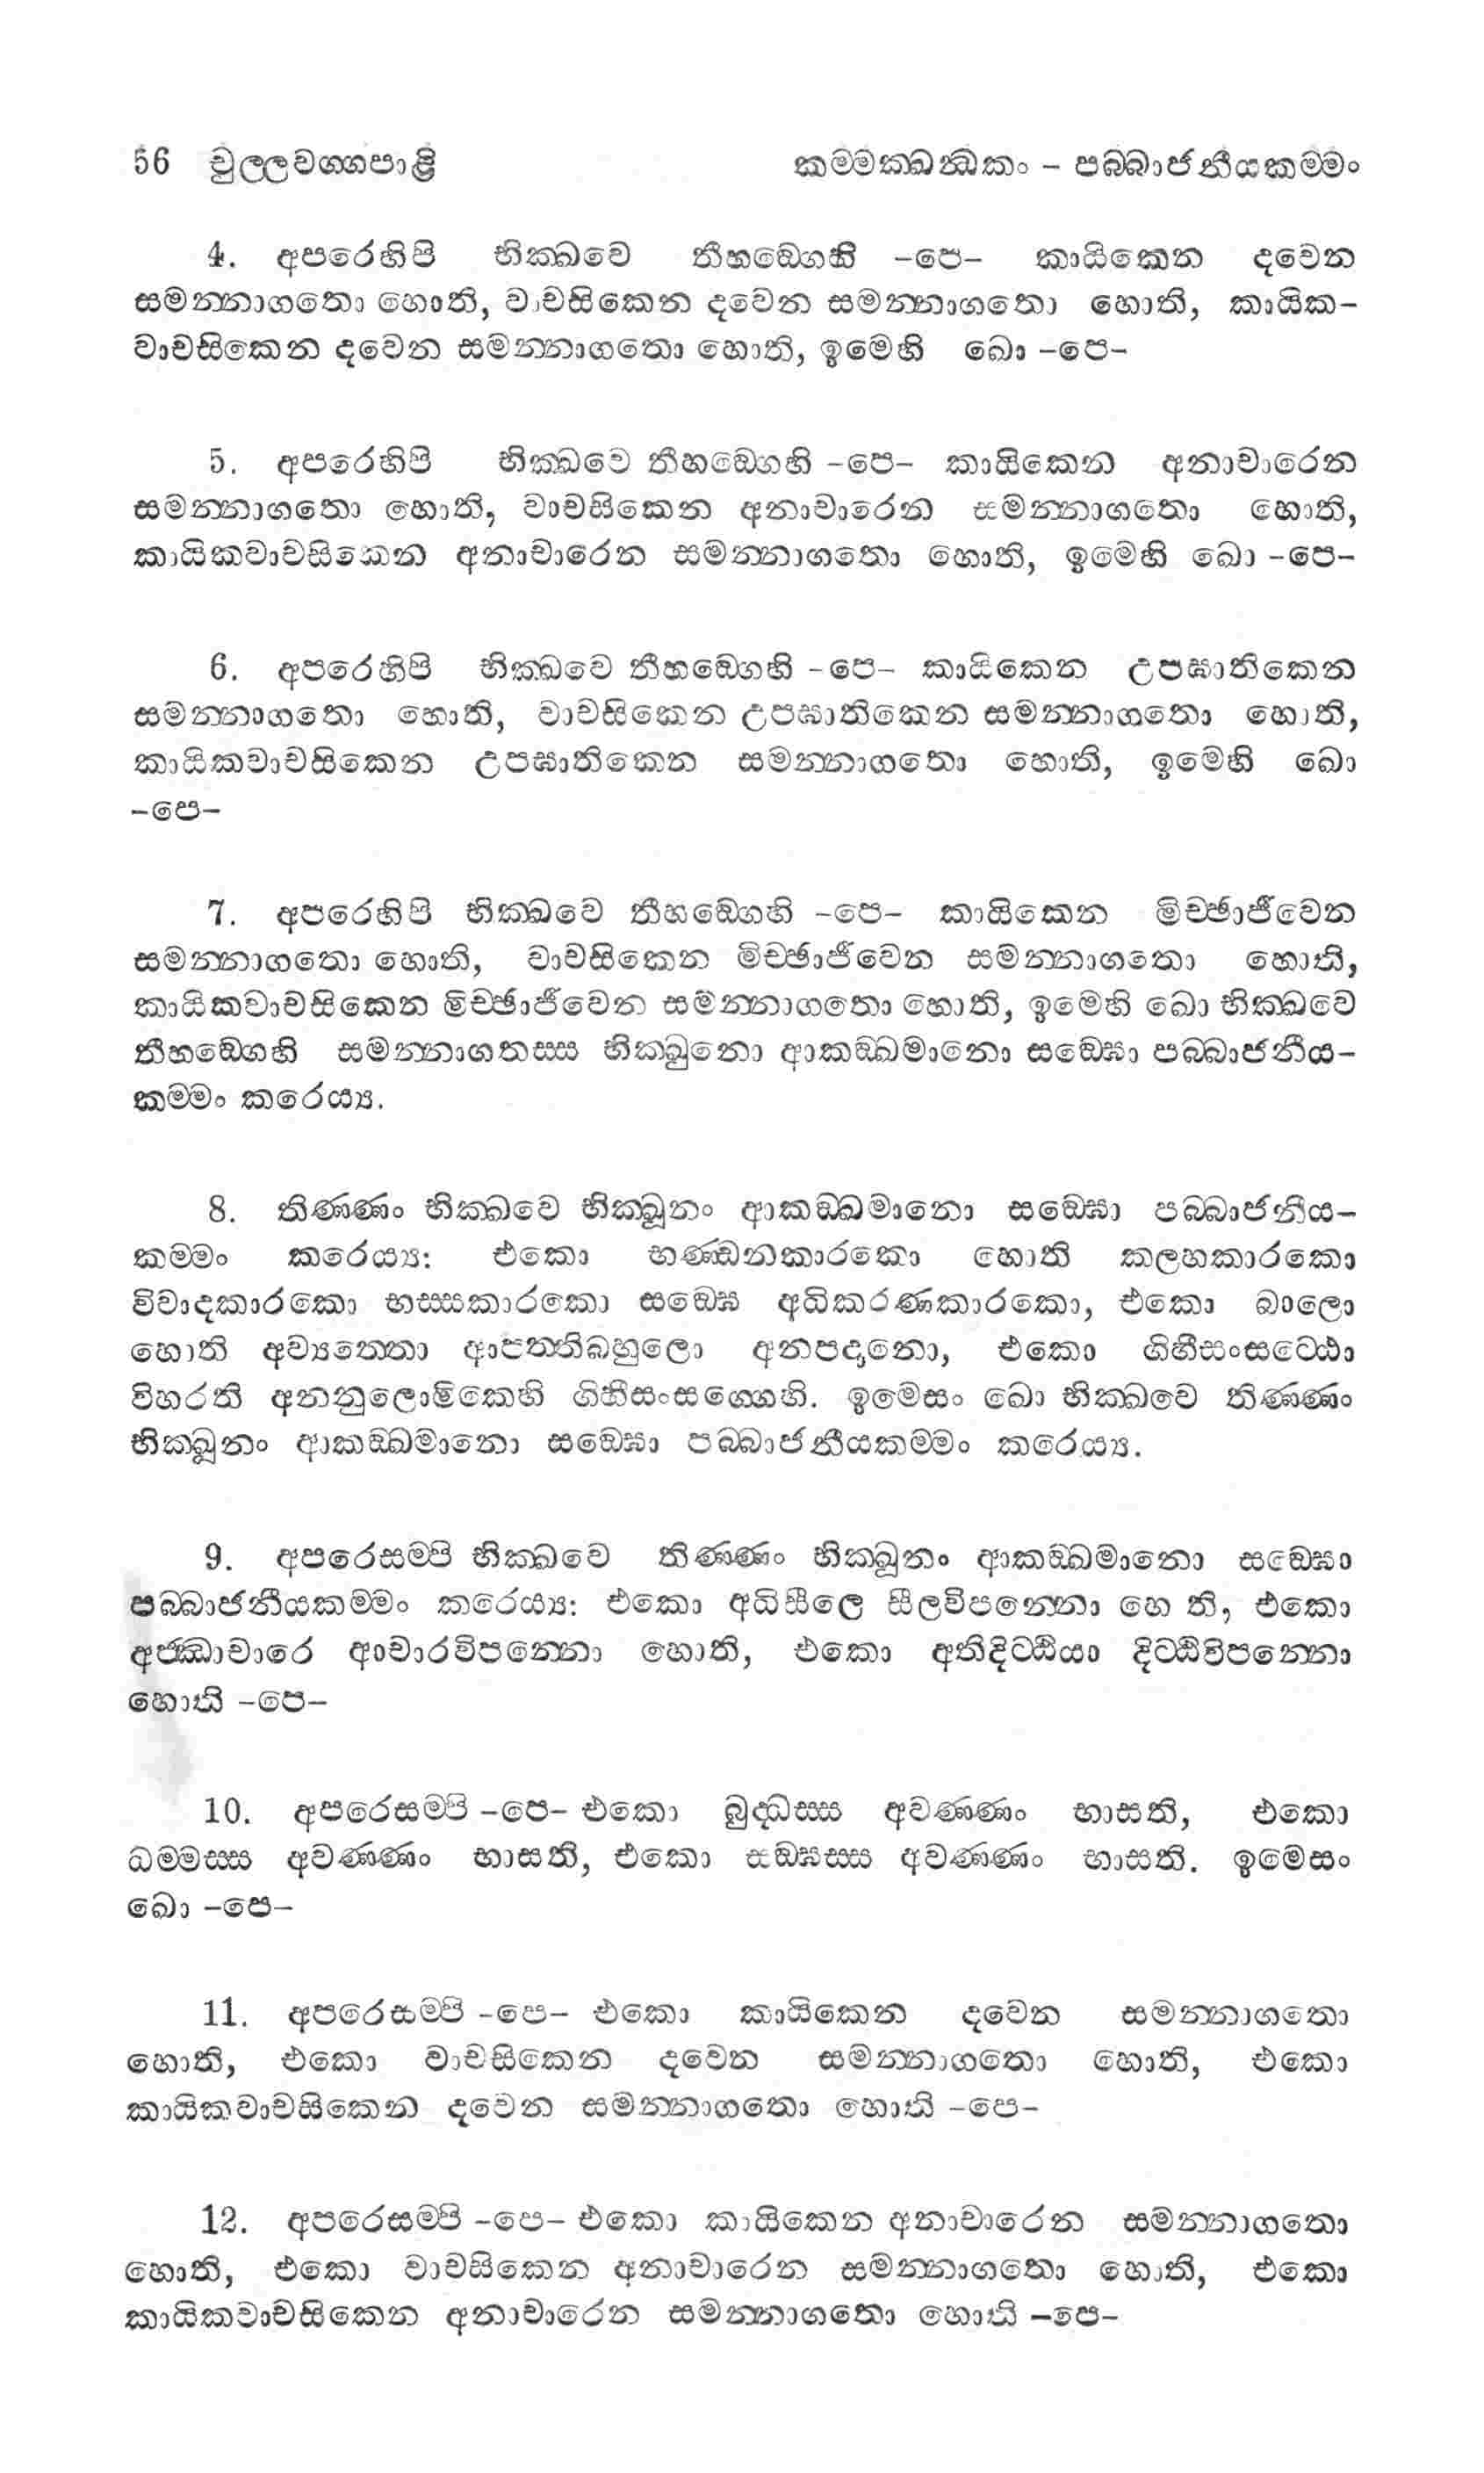 56 චුල්ලවග්ගපාළි කම්මක්ඛන්ධකං – පබ්බාජනීයකම්මං
4. අපරෙහිපි භික්ඛවෙ තීහඞ්ගෙහි –පෙ– කායිකෙන දවෙන
සමන්නාගතො හොති, වාචසිකෙන දවෙන සමන්නාගතො හොති, කායික–
වාචසිකෙන දවෙන සමන්නාගතො හොති, ඉමෙහි ඛො –පෙ–
5. අපරෙහිපි භික්ඛවෙ තීහඞ්ගෙහි –පෙ– කායිකෙන අනාචාරෙන
සමන්නාගතො හොති, වාචසිකෙන අනාචාරෙන සමන්නාගතො හොති,
කායිකවාචසිකෙන අනාචාරෙන සමන්නාගතො හොති, ඉමෙහි ඛො –පෙ–
6. අපරෙහිපි භික්ඛවෙ තීහඞ්ගෙහි –පෙ– කායිකෙන උපඝාතිකෙන
සමන්නාගතො හොති, වාචසිකෙන උපඝාතිකෙන සමන්නාගතො හොති,
කායිකවාචසිකෙන උපඝාතිකෙන සමන්නාගතො හොති, ඉමෙහි ඛො
–පෙ–
7. අපරෙහිපි භික්ඛවෙ තීහඞ්ගෙහි –පෙ– කායිකෙන මිච්ඡාජීවෙන
සමන්නාගතො හොති, වාචසිකෙන මිච්ඡාජීවෙන සමන්නාගතො හොති,
කායිකවාචසිකෙන මිච්ඡාජීවෙන සමන්නාගතො හොති, ඉමෙහි ඛො භික්ඛවෙ
තීහඞ්ගෙහි සමන්නාගතස්ස භික්ඛුනො ආකඞ්ඛමානො සඞ්ඝො පබ්බාජනීය–
කම්මං කරෙය්‍ය.
8. තිණ්ණං භික්ඛවෙ භික්ඛූනං ආකඞ්ඛමානො සඞ්ඝො පබ්බාජනීය–
කම්මං කරෙය්‍ය: එකො භණ්ඩනකාරකො හොති කලහකාරකො
විවාදකාරකො භස්සකාරකො සඞ්ඝෙ අධිකරණකාරකො, එකො බාලො
හොති අව්‍යත්තො ආපත්තිබහුලො අනපදානො, එකො ගිහීසංසට්ඨො
විහරති අනනුලොමිකෙහි ගිහීසංසග්ගෙහි. ඉමෙසං ඛො භික්ඛවෙ තිණ්ණං
භික්ඛූනං ආකඞ්ඛමානො සඞ්ඝො පබ්බාජනීයකම්මං කරෙය්‍ය.
9. අපරෙසම්පි භික්ඛවෙ තිණ්ණං භික්ඛූනං ආකඞ්ඛමානො සඞ්ඝො
පබ්බාජනීයකම්මං කරෙය්‍ය: එකො අධිසීලෙ සීලවිපන්නො හෙ ති, එකො
අජ්ඣාචාරෙ ආචාරවිපන්නො හොති, එකො අතිදිට්ඨියා දිට්ඨිවිපන්නො
හොති –පෙ–
10. අපරෙසම්පි –පෙ– එකො බුද්ධස්ස අවණ්ණං භාසති, එකො
ධම්මස්ස අවණ්ණං භාසති, එකො සඞ්ඝස්ස අවණ්ණං භාසති. ඉමෙසං
ඛො –පෙ–
11. අපරෙසම්පි –පෙ– එකො කායිකෙන දවෙන සමන්නාගතො
හොති, එකො වාචසිකෙන දවෙන සමන්නාගතො හොති, එකො
කායිකවාචසිකෙන දවෙන සමන්නාගතො හොති –පෙ–
12. අපරෙසම්පි –පෙ– එකො කායිකෙන අනාචාරෙන සමන්නාගතො
හොති, එකො වාචසිකෙන අනාචාරෙන සමන්නාගතො හොති, එකො
කායිකවාචසිකෙන අනාචාරෙන සමන්නාගතො හොති –පෙ–